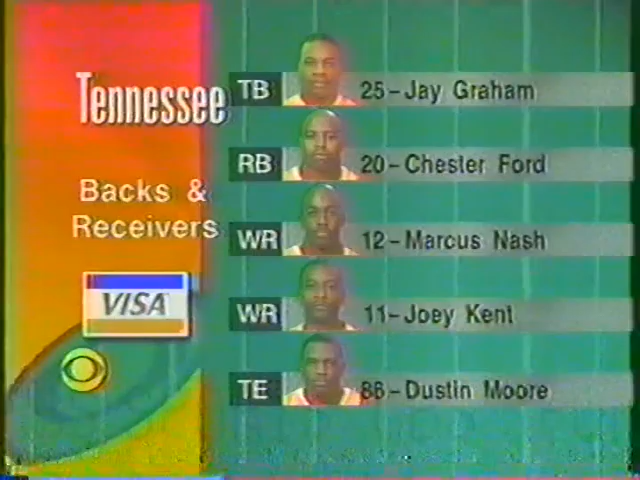 Tennessee
Backs &
Receivers
VISA
TB 25-Jay Graham
RB 20-Chester Ford
WR 12-Marcus Nash
WR 11-Joey Kent
TE 86-Dustin Moore